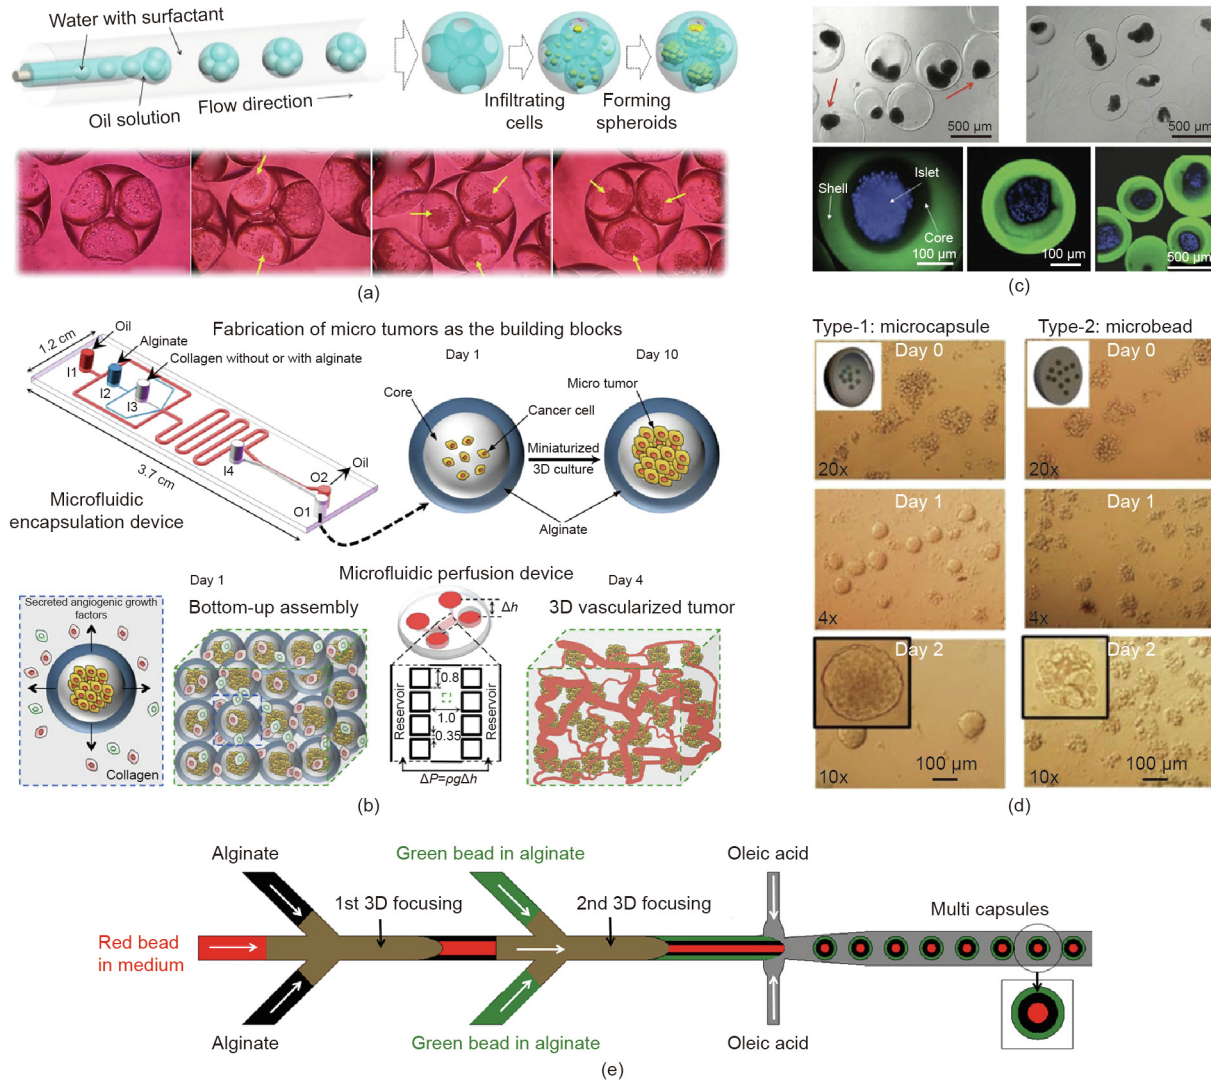 Water with surfactant
Oil solution
Flow direction
Infiltrating
cells
Forming
spheroids
(a)
500 μm
500 μm
Shell
Islet
Core
100 μm
100 μm
500 μm
(c)
Fabrication of micro tumors as the building blocks
1.2 cm
Oil
Alginate
Collagen without or with alginate
I1
I2
I3
I4
O2
Oil
O1
3.7 cm
Microfluidic
encapsulation device
Day 1
Day 10
Core
Micro tumor
Cancer cell
Miniaturized
3D culture
Alginate
Day 1
Microfluidic perfusion device
Day 4
Secreted angiogenic growth
factors
Collagen
Bottom-up assembly
Δh
3D vascularized tumor
Reservoir
0.8
1.0
0.35
Reservoir
ΔP=ρgΔh
(b)
Type-1: microcapsule
Type-2: microbead
Day 0
20x
Day 0
20x
Day 1
4x
Day 1
4x
Day 2
10x
100 μm
Day 2
10x
100 μm
(d)
Alginate
Green bead in alginate
Oleic acid
1st 3D focusing
2nd 3D focusing
Multi capsules
Red bead
in medium
Alginate
Green bead in alginate
Oleic acid
(e)